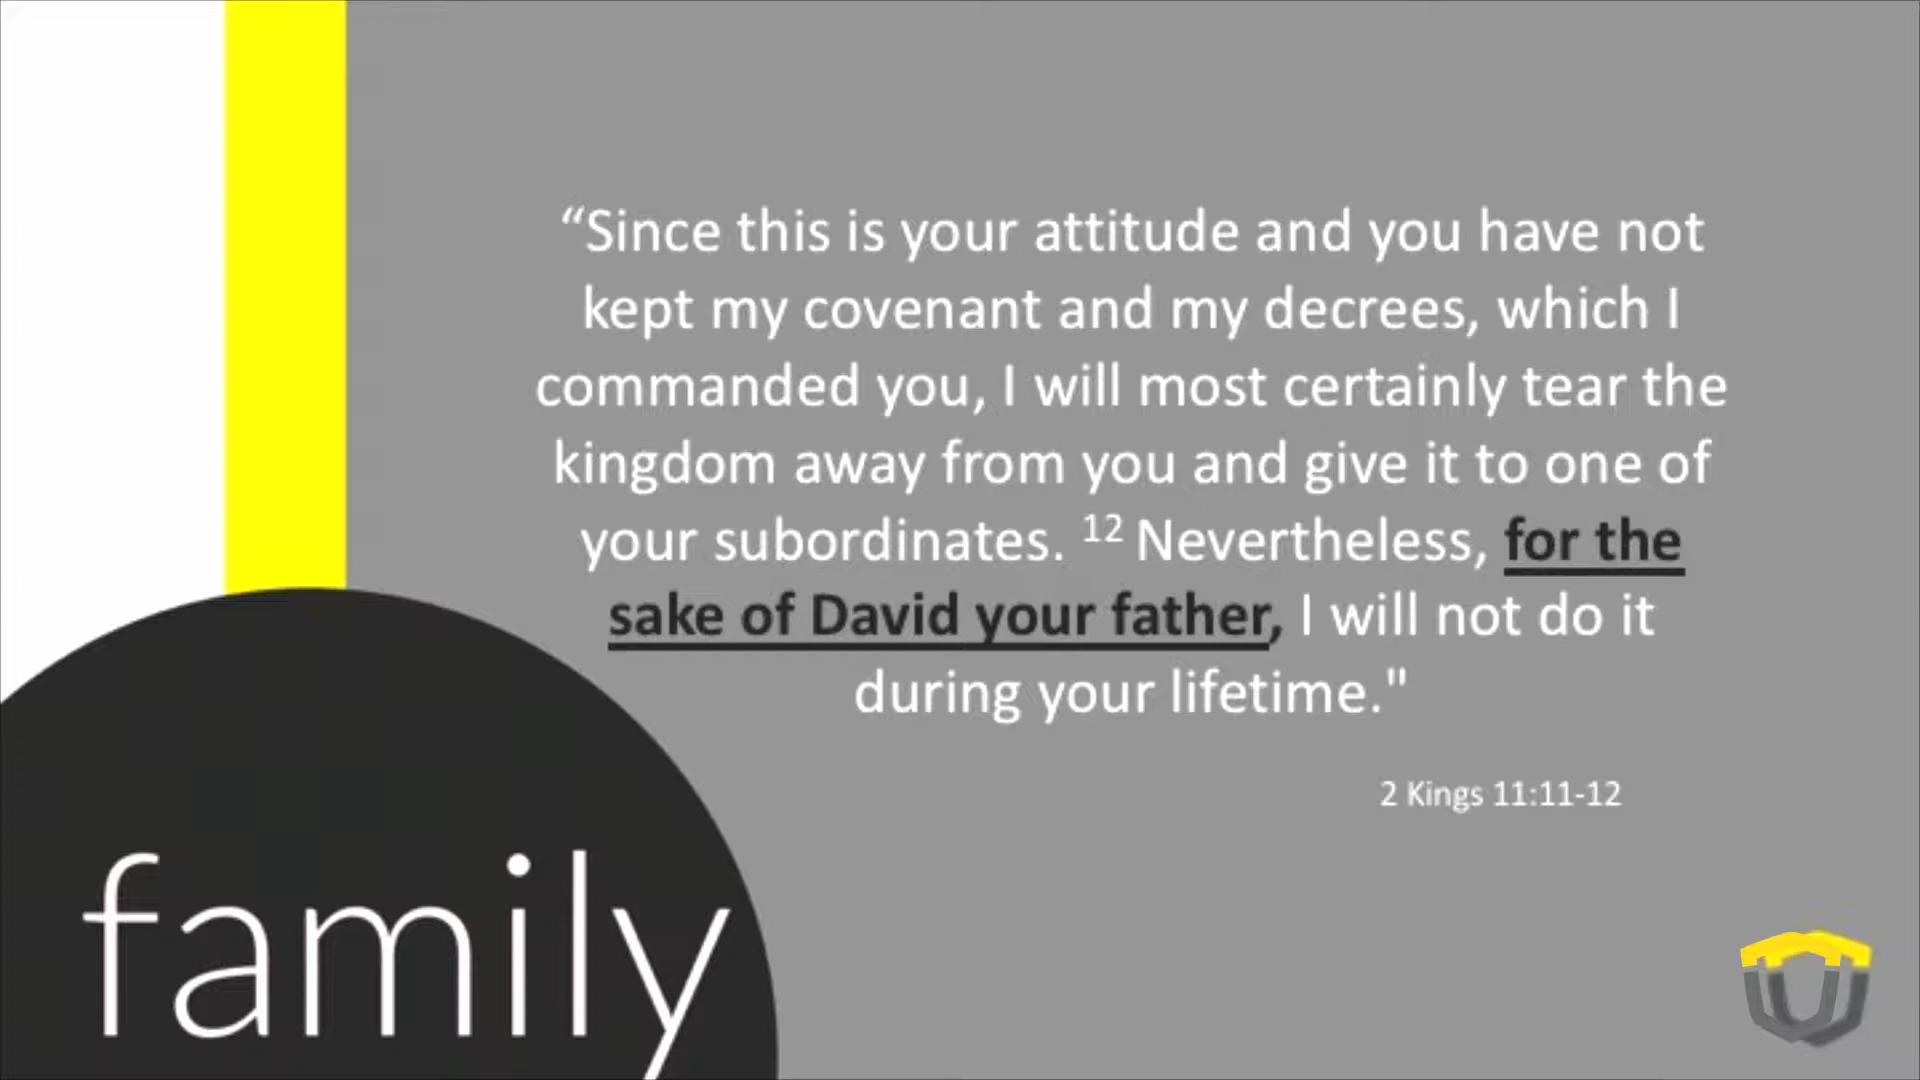 “Since this is your attitude and you have not
kept my covenant and my decrees, which I
commanded you, I will most certainly tear the
kingdom away from you and give it to one of
your subordinates. 12 Nevertheless, for the
sake of David your father, I will not do it
during your lifetime."
2 Kings 11:11-12
family